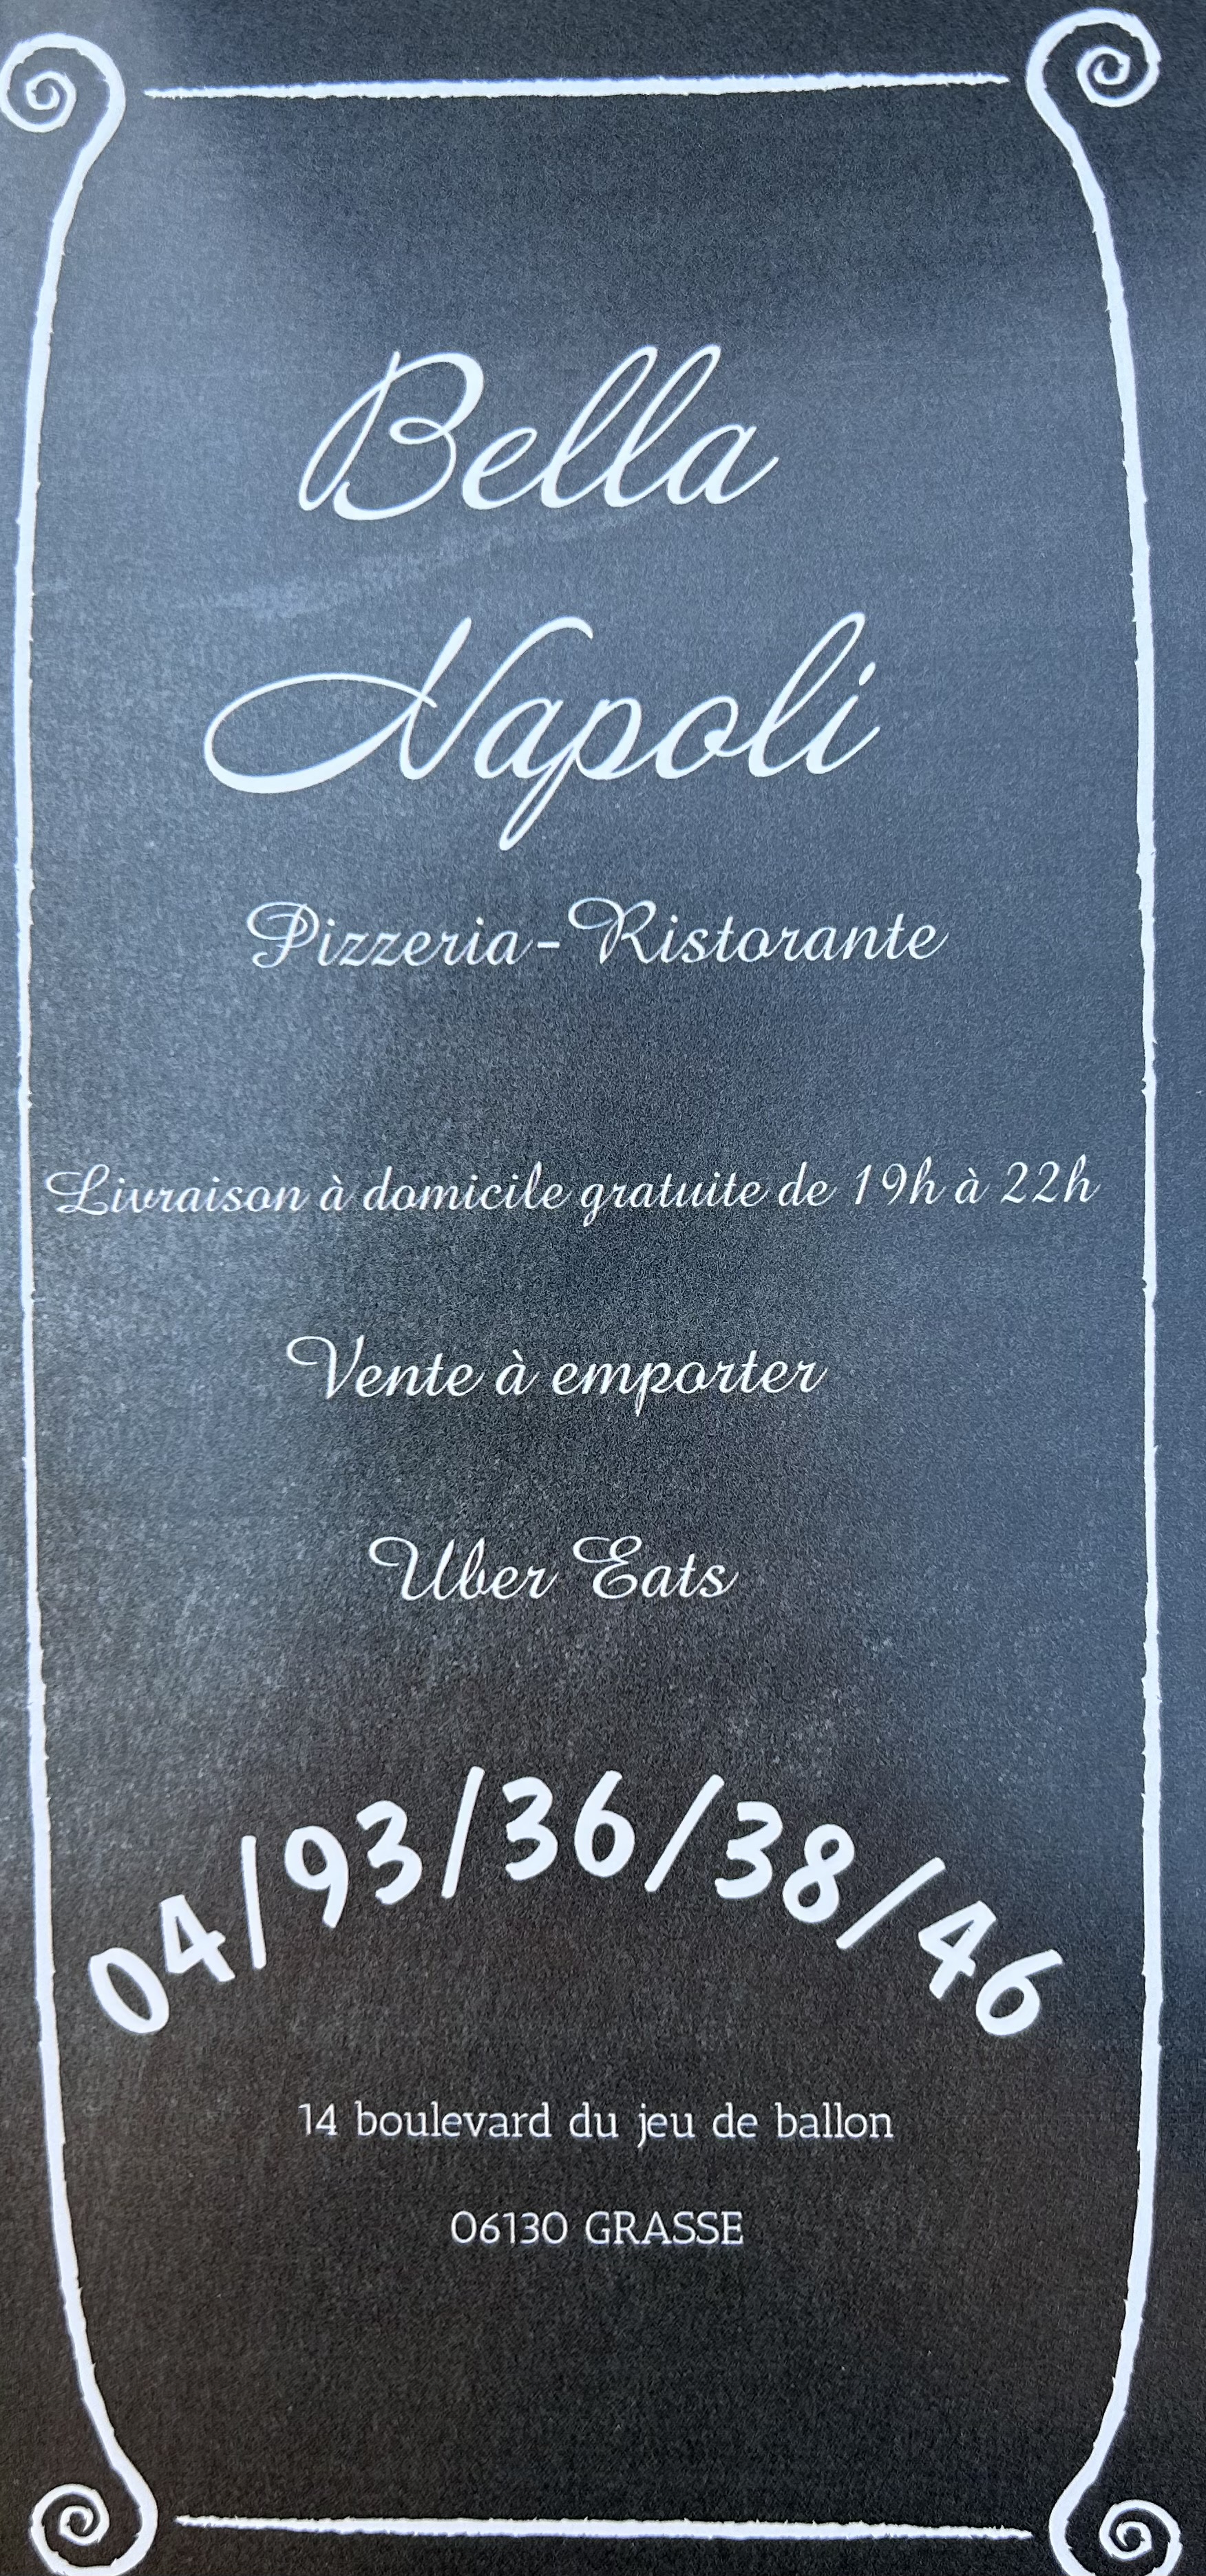 Bella
Napoli
Pizzeria-Ristorante
Livraison à domicile gratuite de 19h à 22h
Vente à emporter
Uber Eats
04/93/36/38/46
14 boulevard du jeu de ballon
06130 GRASSE